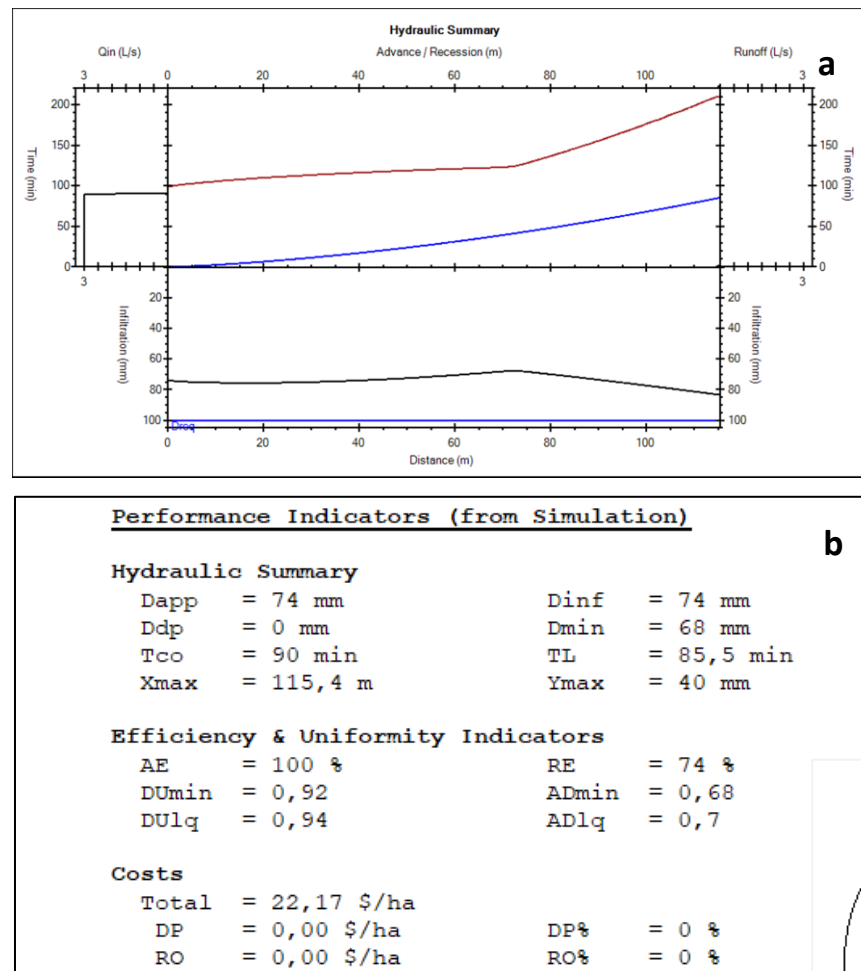 Hydraulic Summary
Qin (L/s) Advance / Recession (m) Runoff (L/s) a
3 0 20 40 60 80 100 3
200 200
150 150
Time (min) Time (min)
100 100
50 50
0 0
3 3
20 20
40 40
Infiltration (mm) Infiltration (mm)
60 60
80 80
100 Dreq 100
0 20 40 60 80 100
Distance (m)
Performance Indicators (from Simulation)
b
Hydraulic Summary
Dapp = 74 mm Dinf = 74 mm
Ddp = 0 mm Dmin = 68 mm
Tco = 90 min TL = 85,5 min
Xmax = 115,4 m Ymax = 40 mm
Efficiency & Uniformity Indicators
AE = 100 % RE = 74 %
DUmin = 0,92 ADmin = 0,68
DUlq = 0,94 ADlq = 0,7
Costs
Total = 22,17 $/ha
DP = 0,00 $/ha DP% = 0 %
RO = 0,00 $/ha RO% = 0 %